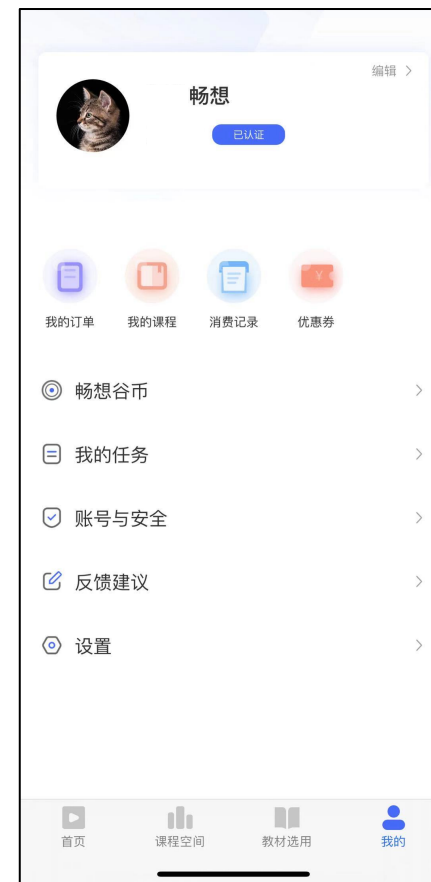 编辑
畅想
已认证
我的订单 我的课程 消费记录 优惠券
畅想谷币
我的任务
账号与安全
反馈建议
设置
首页 课程空间 教材选用 我的